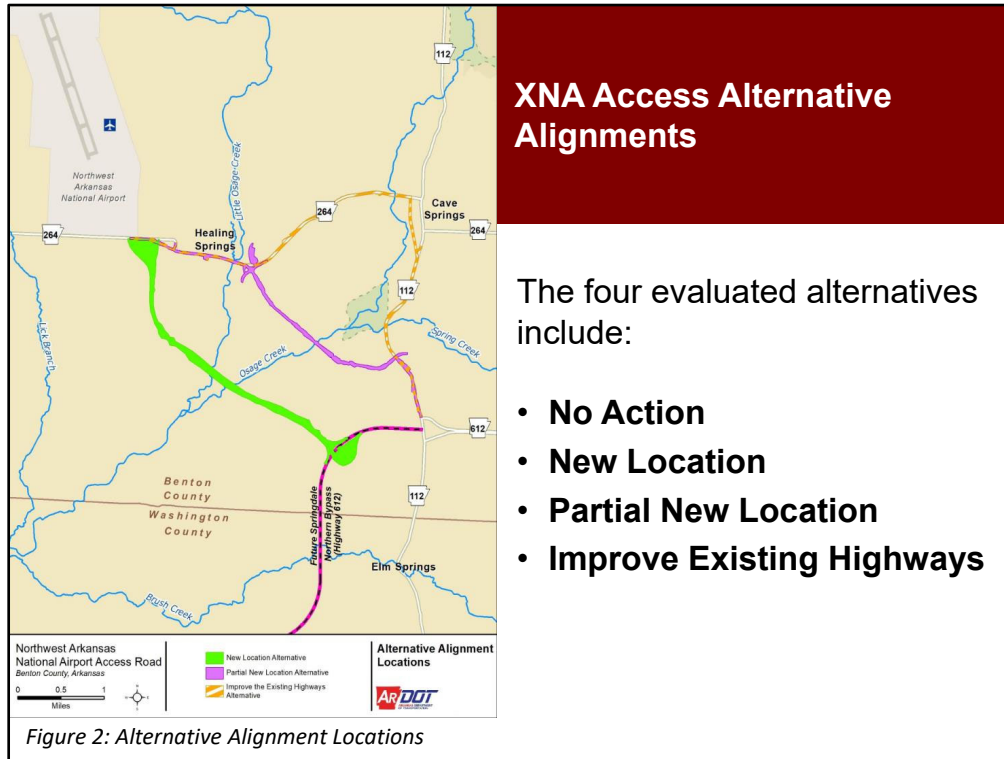 112
XNA Access Alternative
Alignments
Northwest
Arkansas
National Airport
Little Osage Creek
264
Cave
Springs
264
264
Healing
Springs
112
The four evaluated alternatives
include:
Lick Branch
Spring Creek
Osage Creek
• No Action
612
• New Location
• Partial New Location
• Improve Existing Highways
Benton
County
Washington
County
112
Future Springdale
Northern Bypass
(Highway 612)
Elm Springs
Brush Creek
Northwest Arkansas
National Airport Access Road
Benton County, Arkansas
0 0.5 1
Miles
New Location Alternative
Partial New Location Alternative
Improve the Existing Highways
Alternative
Alternative Alignment
Locations
ARDOT
Figure 2: Alternative Alignment Locations